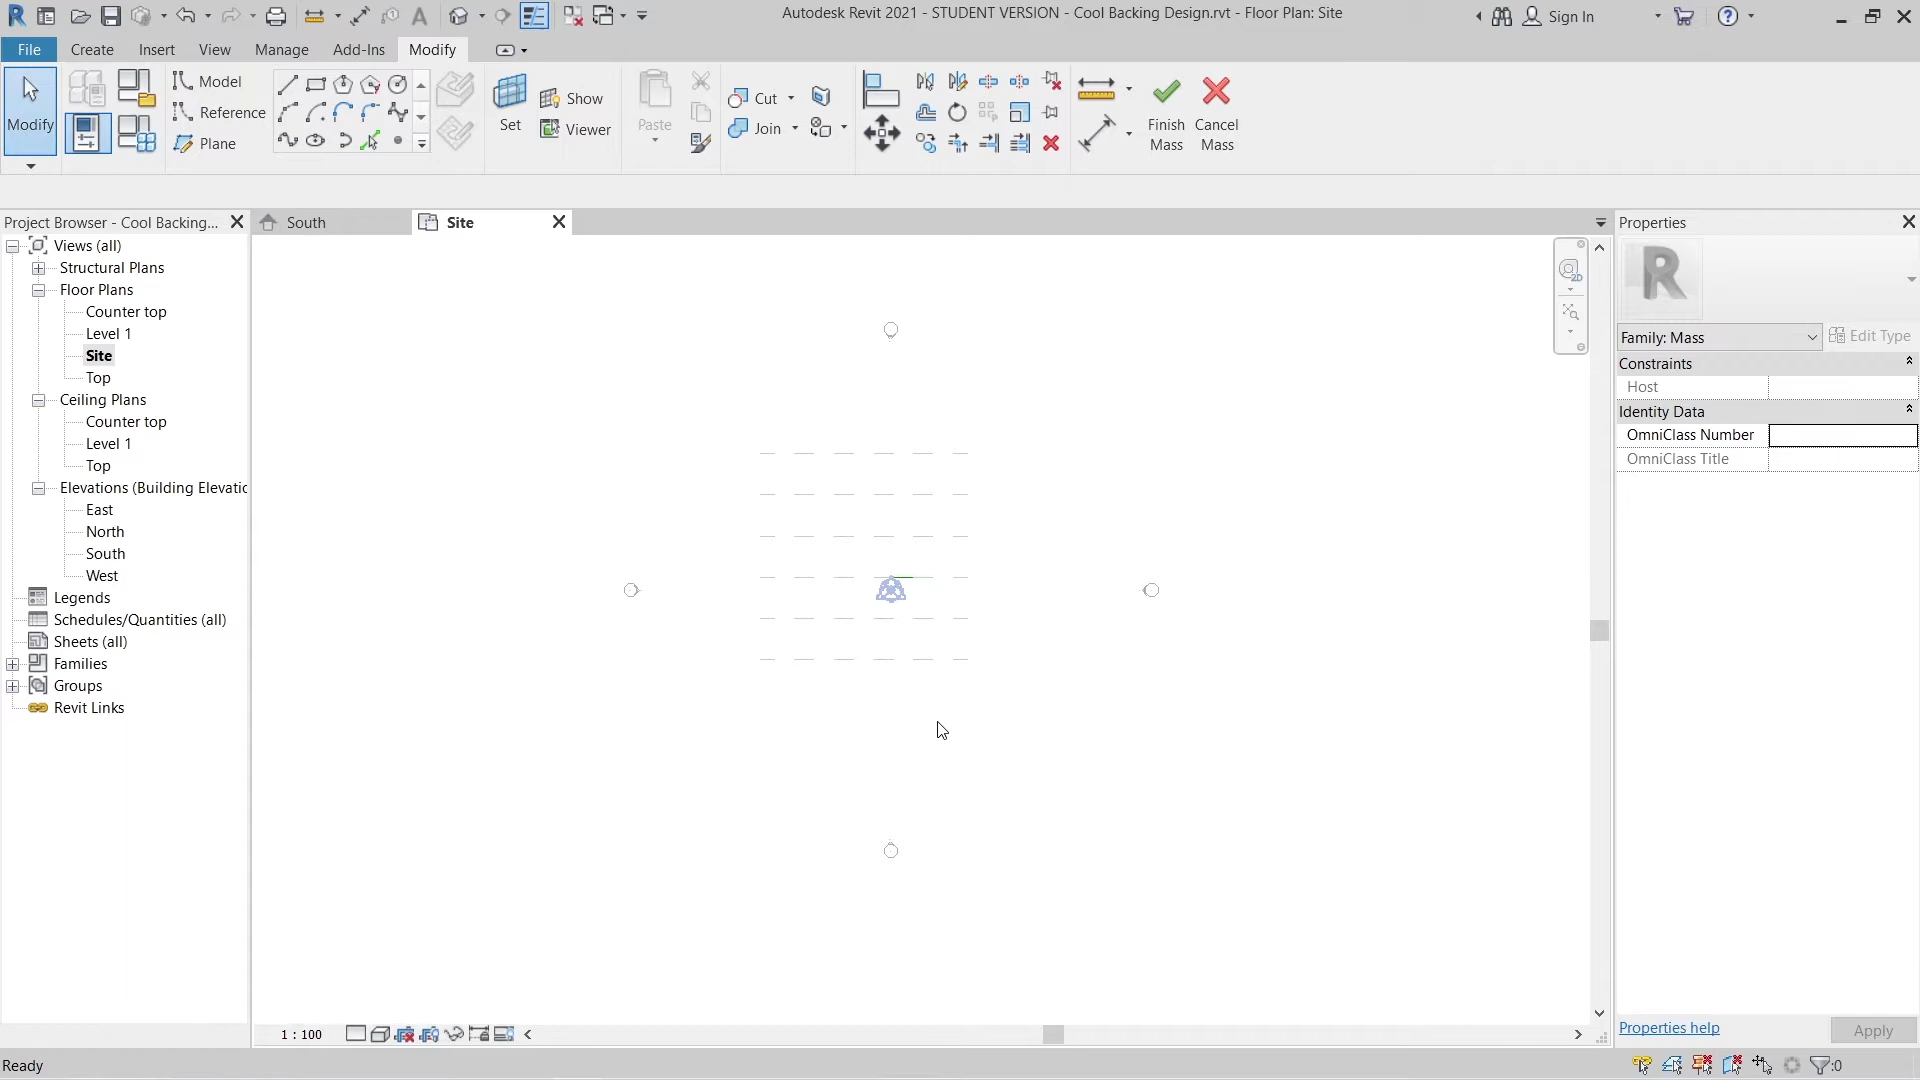 Autodesk Revit 2021 - STUDENT VERSION - Cool Backing Design.rvt - Floor Plan: Site
Sign In
File Create Insert View Manage Add-Ins Modify
Modify
Model
Reference
Plane
Set
Show
Viewer
Paste
Cut
Join
Finish Mass
Cancel Mass
Project Browser - Cool Backing...
South
Site
Properties
Views (all)
Structural Plans
Floor Plans
Counter top
Level 1
Site
Top
Ceiling Plans
Counter top
Level 1
Top
Elevations (Building Elevatio
East
North
South
West
Legends
Schedules/Quantities (all)
Sheets (all)
Families
Groups
Revit Links
Family: Mass
Edit Type
Constraints
Host
Identity Data
OmniClass Number
OmniClass Title
2D
1 : 100
Properties help
Apply
Ready
:0